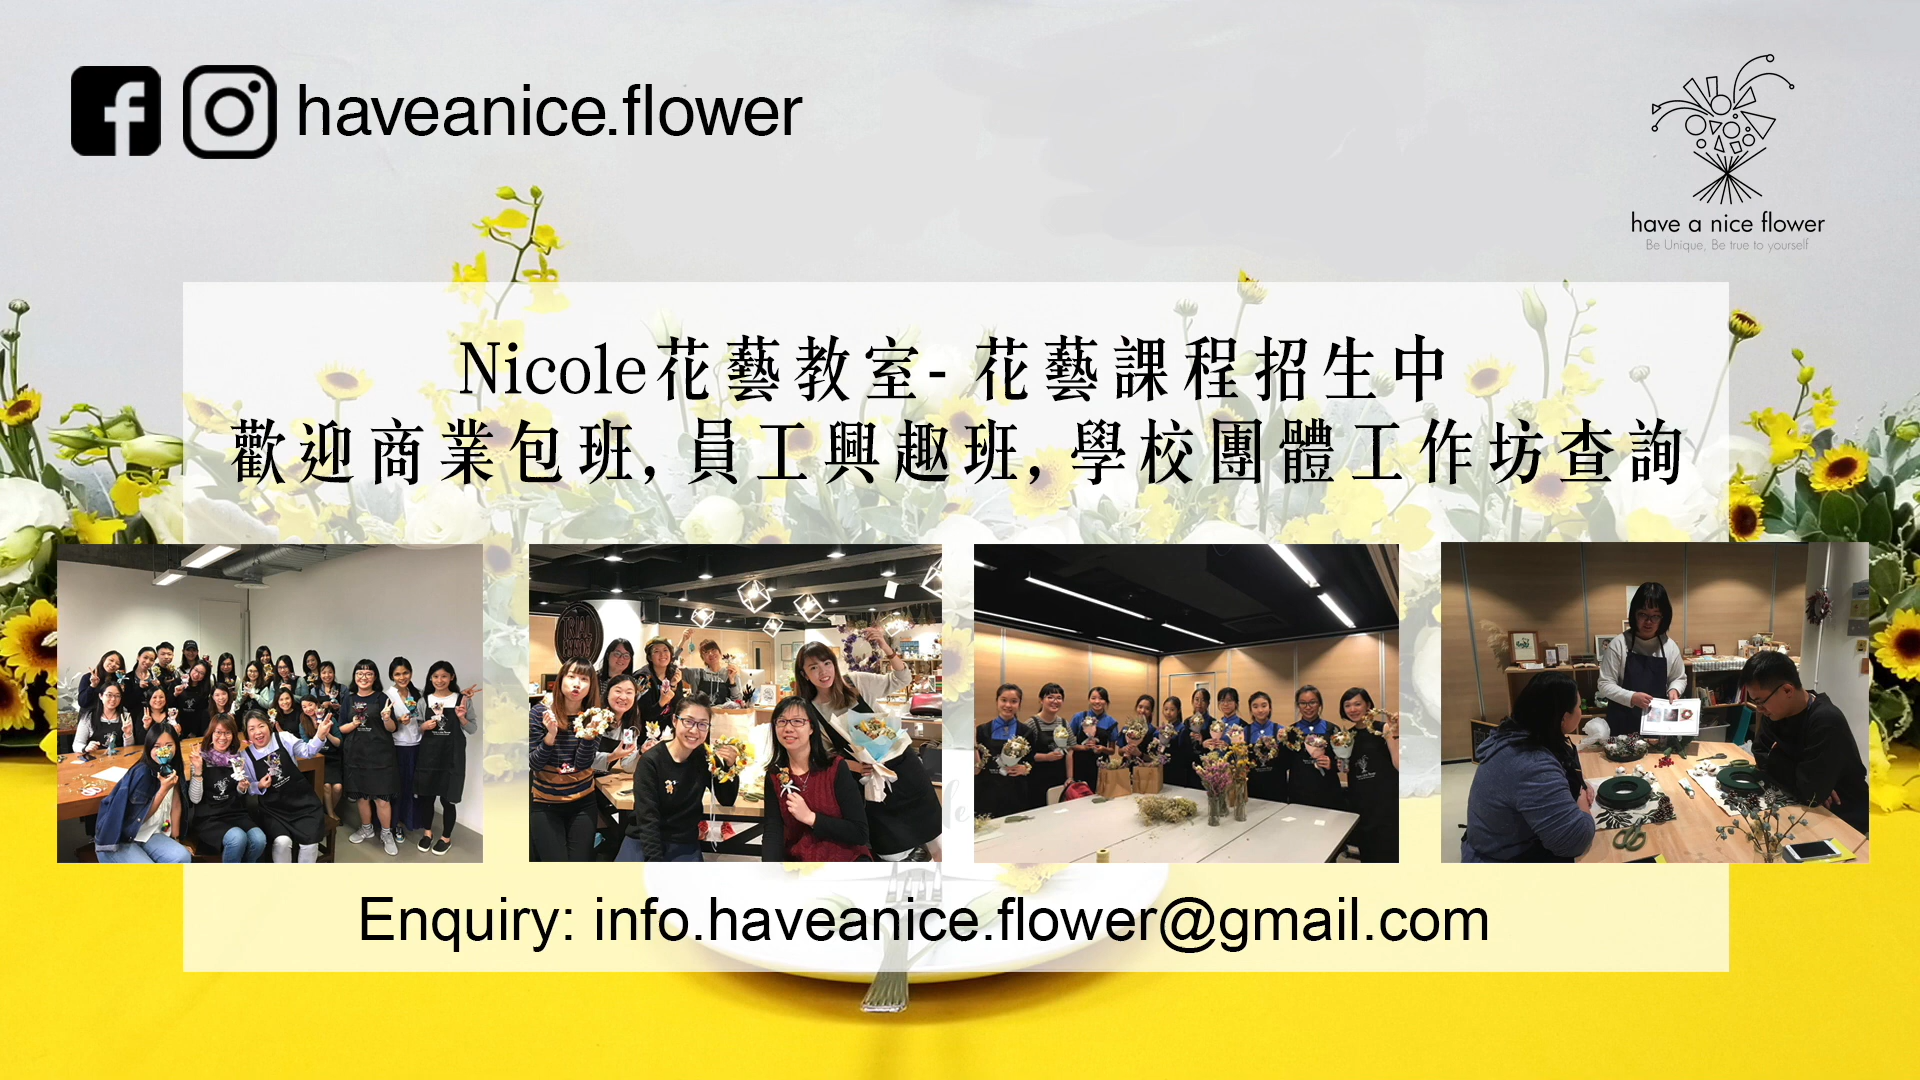 haveanice.flower
have a nice flower
Be Unique, Be true to yourself
Nicole花藝教室- 花藝課程招生中
歡迎商業包班, 員工興趣班, 學校團體工作坊查詢
TRIAL
ERROR
Enquiry: info.haveanice.flower@gmail.com